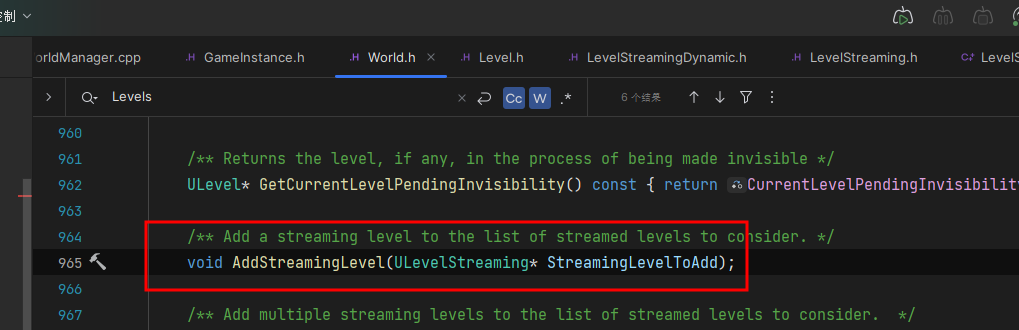 控制
orldManager.cpp
.H GameInstance.h
.H World.h ×
.H Level.h
.H LevelStreamingDynamic.h
.H LevelStreaming.h
C++ LevelS
Levels
× Cc W .*
6 个结果
960
961 /** Returns the level, if any, in the process of being made invisible */
962 ULevel* GetCurrentLevelPendingInvisibility() const { return CurrentLevelPendingInvisibilit
963
964 /** Add a streaming level to the list of streamed levels to consider. */
965 void AddStreamingLevel(ULevelStreaming* StreamingLevelToAdd);
966
967 /** Add multiple streaming levels to the list of streamed levels to consider.  */